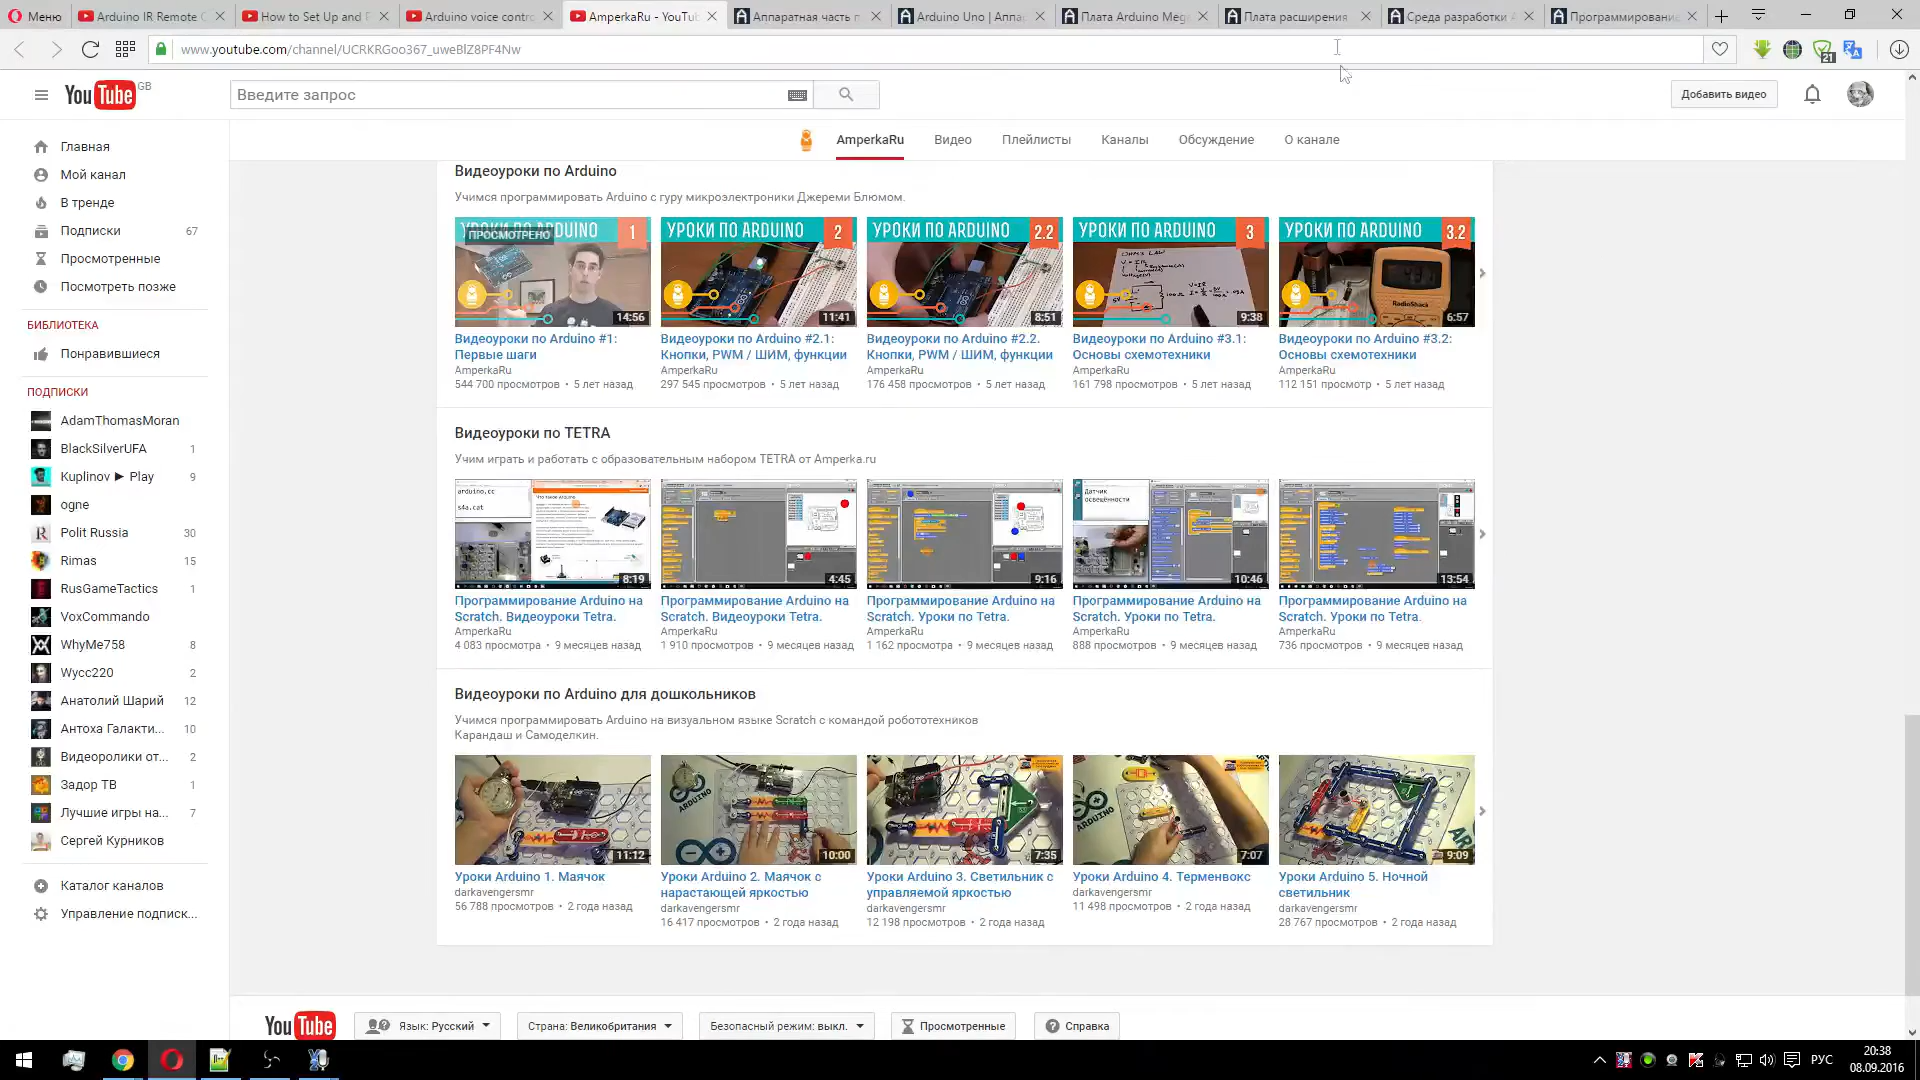 Меню
Arduino IR Remote C
How to Set Up and P
Arduino voice contro
AmperkaRu - YouTu
Аппаратная часть п
Arduino Uno | Аппа
Плата Arduino Meg
Плата расширения
Среда разработки A
Программирование
www.youtube.com/channel/UCRKRGoo367_uweBlZ8PF4Nw
21
YouTube GB
Введите запрос
Добавить видео
AmperkaRu
Видео
Плейлисты
Каналы
Обсуждение
О канале
Главная
Мой канал
В тренде
Подписки 67
Просмотренные
Посмотреть позже
БИБЛИОТЕКА
Понравившиеся
ПОДПИСКИ
AdamThomasMoran
BlackSilverUFA 1
Kuplinov ► Play 9
ogne
Polit Russia 30
Rimas 15
RusGameTactics 1
VoxCommando
WhyMe758 8
Wycc220 2
Анатолий Шарий 12
Антоха Галакти... 10
Видеоролики от... 2
Задор ТВ 1
Лучшие игры на... 7
Сергей Курников
Каталог каналов
Управление подписк...
Видеоуроки по Arduino
Учимся программировать Arduino с гуру микроэлектроники Джереми Блюмом.
УРОКИ ПО ARDUINO 1
ПРОСМОТРЕНО
14:56
Видеоуроки по Arduino #1:
Первые шаги
AmperkaRu
544 700 просмотров • 5 лет назад
УРОКИ ПО ARDUINO 2
11:41
Видеоуроки по Arduino #2.1:
Кнопки, PWM / ШИМ, функции
AmperkaRu
297 545 просмотров • 5 лет назад
УРОКИ ПО ARDUINO 2.2
8:51
Видеоуроки по Arduino #2.2.
Кнопки, PWM / ШИМ, функции
AmperkaRu
176 458 просмотров • 5 лет назад
УРОКИ ПО ARDUINO 3
9:38
Видеоуроки по Arduino #3.1:
Основы схемотехники
AmperkaRu
161 798 просмотров • 5 лет назад
УРОКИ ПО ARDUINO 3.2
RadioShack
6:57
Видеоуроки по Arduino #3.2:
Основы схемотехники
AmperkaRu
112 151 просмотр • 5 лет назад
Видеоуроки по TETRA
Учим играть и работать с образовательным набором TETRA от Amperka.ru
arduino.cc
s4a.cat
8:19
Программирование Arduino на
Scratch. Видеоуроки Tetra.
AmperkaRu
4 083 просмотра • 9 месяцев назад
4:45
Программирование Arduino на
Scratch. Видеоуроки Tetra.
AmperkaRu
1 910 просмотров • 9 месяцев назад
9:16
Программирование Arduino на
Scratch. Уроки по Tetra.
AmperkaRu
1 162 просмотра • 9 месяцев назад
Датчик
освещённости
10:46
Программирование Arduino на
Scratch. Уроки по Tetra.
AmperkaRu
888 просмотров • 9 месяцев назад
13:54
Программирование Arduino на
Scratch. Уроки по Tetra.
AmperkaRu
736 просмотров • 9 месяцев назад
Видеоуроки по Arduino для дошкольников
Учимся программировать Arduino на визуальном языке Scratch с командой робототехников
Карандаш и Самоделкин.
11:12
Уроки Arduino 1. Маячок
darkavengersmr
56 788 просмотров • 2 года назад
ARDUINO
10:00
Уроки Arduino 2. Маячок с
нарастающей яркостью
darkavengersmr
16 417 просмотров • 2 года назад
7:35
Уроки Arduino 3. Светильник с
управляемой яркостью
darkavengersmr
12 198 просмотров • 2 года назад
ARDUINO
7:07
Уроки Arduino 4. Терменвокс
darkavengersmr
11 498 просмотров • 2 года назад
9:09
Уроки Arduino 5. Ночной
светильник
darkavengersmr
28 767 просмотров • 2 года назад
YouTube
Язык: Русский
Страна: Великобритания
Безопасный режим: выкл.
Просмотренные
Справка
РУС
20:38
08.09.2016